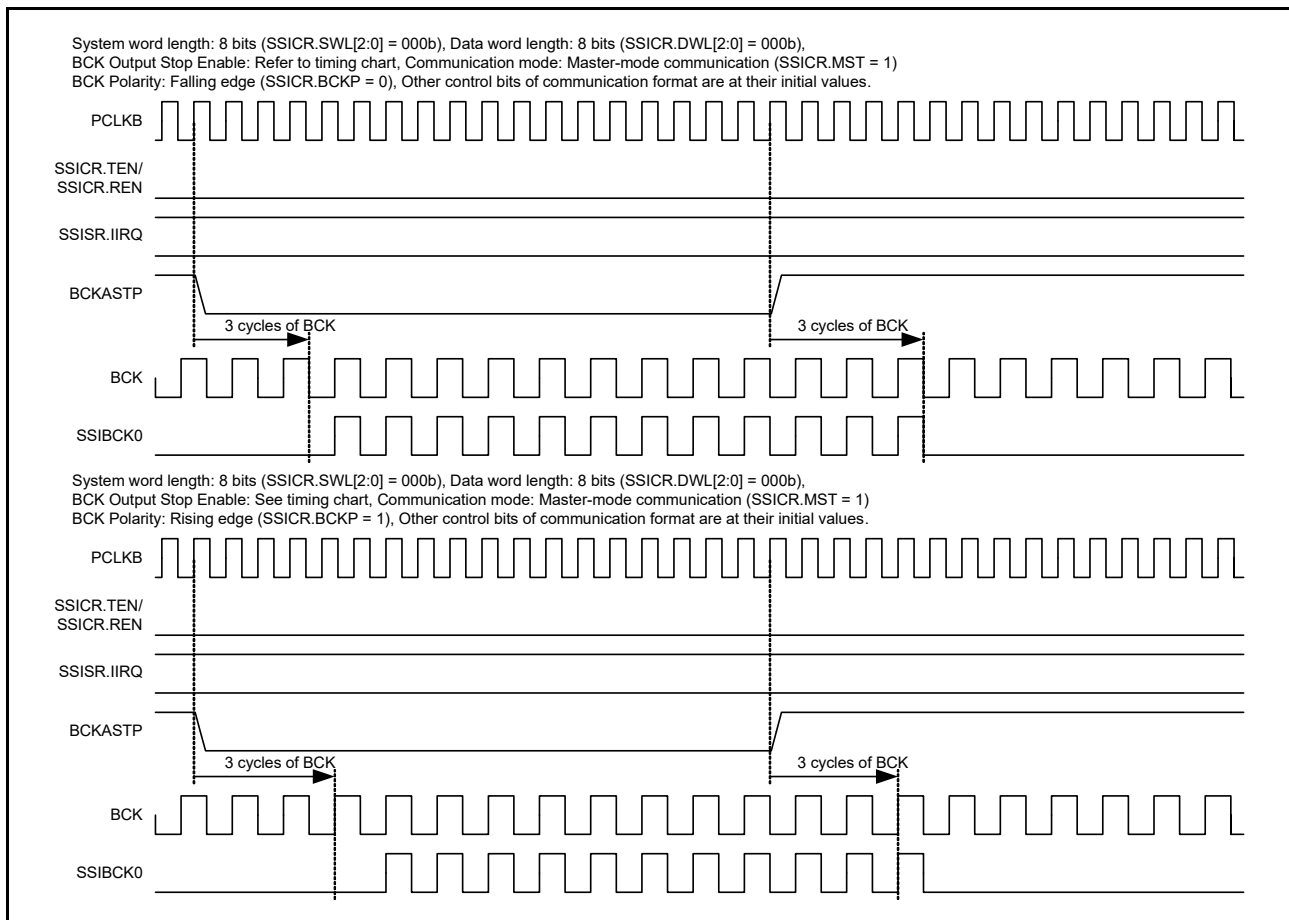 System word length: 8 bits (SSICR.SWL[2:0] = 000b), Data word length: 8 bits (SSICR.DWL[2:0] = 000b),
BCK Output Stop Enable: Refer to timing chart, Communication mode: Master-mode communication (SSICR.MST = 1)
BCK Polarity: Falling edge (SSICR.BCKP = 0), Other control bits of communication format are at their initial values.
PCLKB
SSICR.TEN/
SSICR.REN
SSISR.IIRQ
BCKASTP
3 cycles of BCK 3 cycles of BCK
BCK
SSIBCK0
System word length: 8 bits (SSICR.SWL[2:0] = 000b), Data word length: 8 bits (SSICR.DWL[2:0] = 000b),
BCK Output Stop Enable: See timing chart, Communication mode: Master-mode communication (SSICR.MST = 1)
BCK Polarity: Rising edge (SSICR.BCKP = 1), Other control bits of communication format are at their initial values.
PCLKB
SSICR.TEN/
SSICR.REN
SSISR.IIRQ
BCKASTP
3 cycles of BCK 3 cycles of BCK
BCK
SSIBCK0